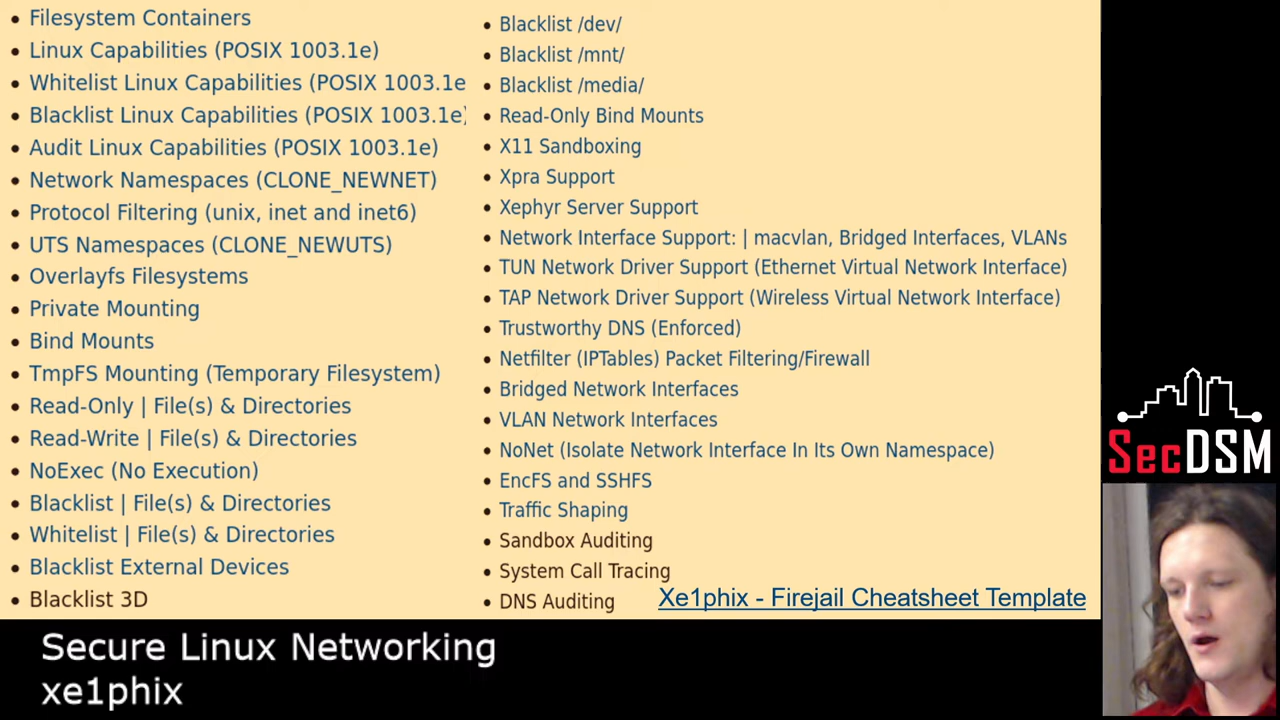 Filesystem Containers
Linux Capabilities (POSIX 1003.1e)
Whitelist Linux Capabilities (POSIX 1003.1e
Blacklist Linux Capabilities (POSIX 1003.1e)
Audit Linux Capabilities (POSIX 1003.1e)
Network Namespaces (CLONE_NEWNET)
Protocol Filtering (unix, inet and inet6)
UTS Namespaces (CLONE_NEWUTS)
Overlayfs Filesystems
Private Mounting
Bind Mounts
TmpFS Mounting (Temporary Filesystem)
Read-Only | File(s) & Directories
Read-Write | File(s) & Directories
NoExec (No Execution)
Blacklist | File(s) & Directories
Whitelist | File(s) & Directories
Blacklist External Devices
Blacklist 3D
Blacklist /dev/
Blacklist /mnt/
Blacklist /media/
Read-Only Bind Mounts
X11 Sandboxing
Xpra Support
Xephyr Server Support
Network Interface Support: | macvlan, Bridged Interfaces, VLANs
TUN Network Driver Support (Ethernet Virtual Network Interface)
TAP Network Driver Support (Wireless Virtual Network Interface)
Trustworthy DNS (Enforced)
Netfilter (IPTables) Packet Filtering/Firewall
Bridged Network Interfaces
VLAN Network Interfaces
NoNet (Isolate Network Interface In Its Own Namespace)
EncFS and SSHFS
Traffic Shaping
Sandbox Auditing
System Call Tracing
DNS Auditing
Xe1phix - Firejail Cheatsheet Template
SecDSM
Secure Linux Networking
xe1phix